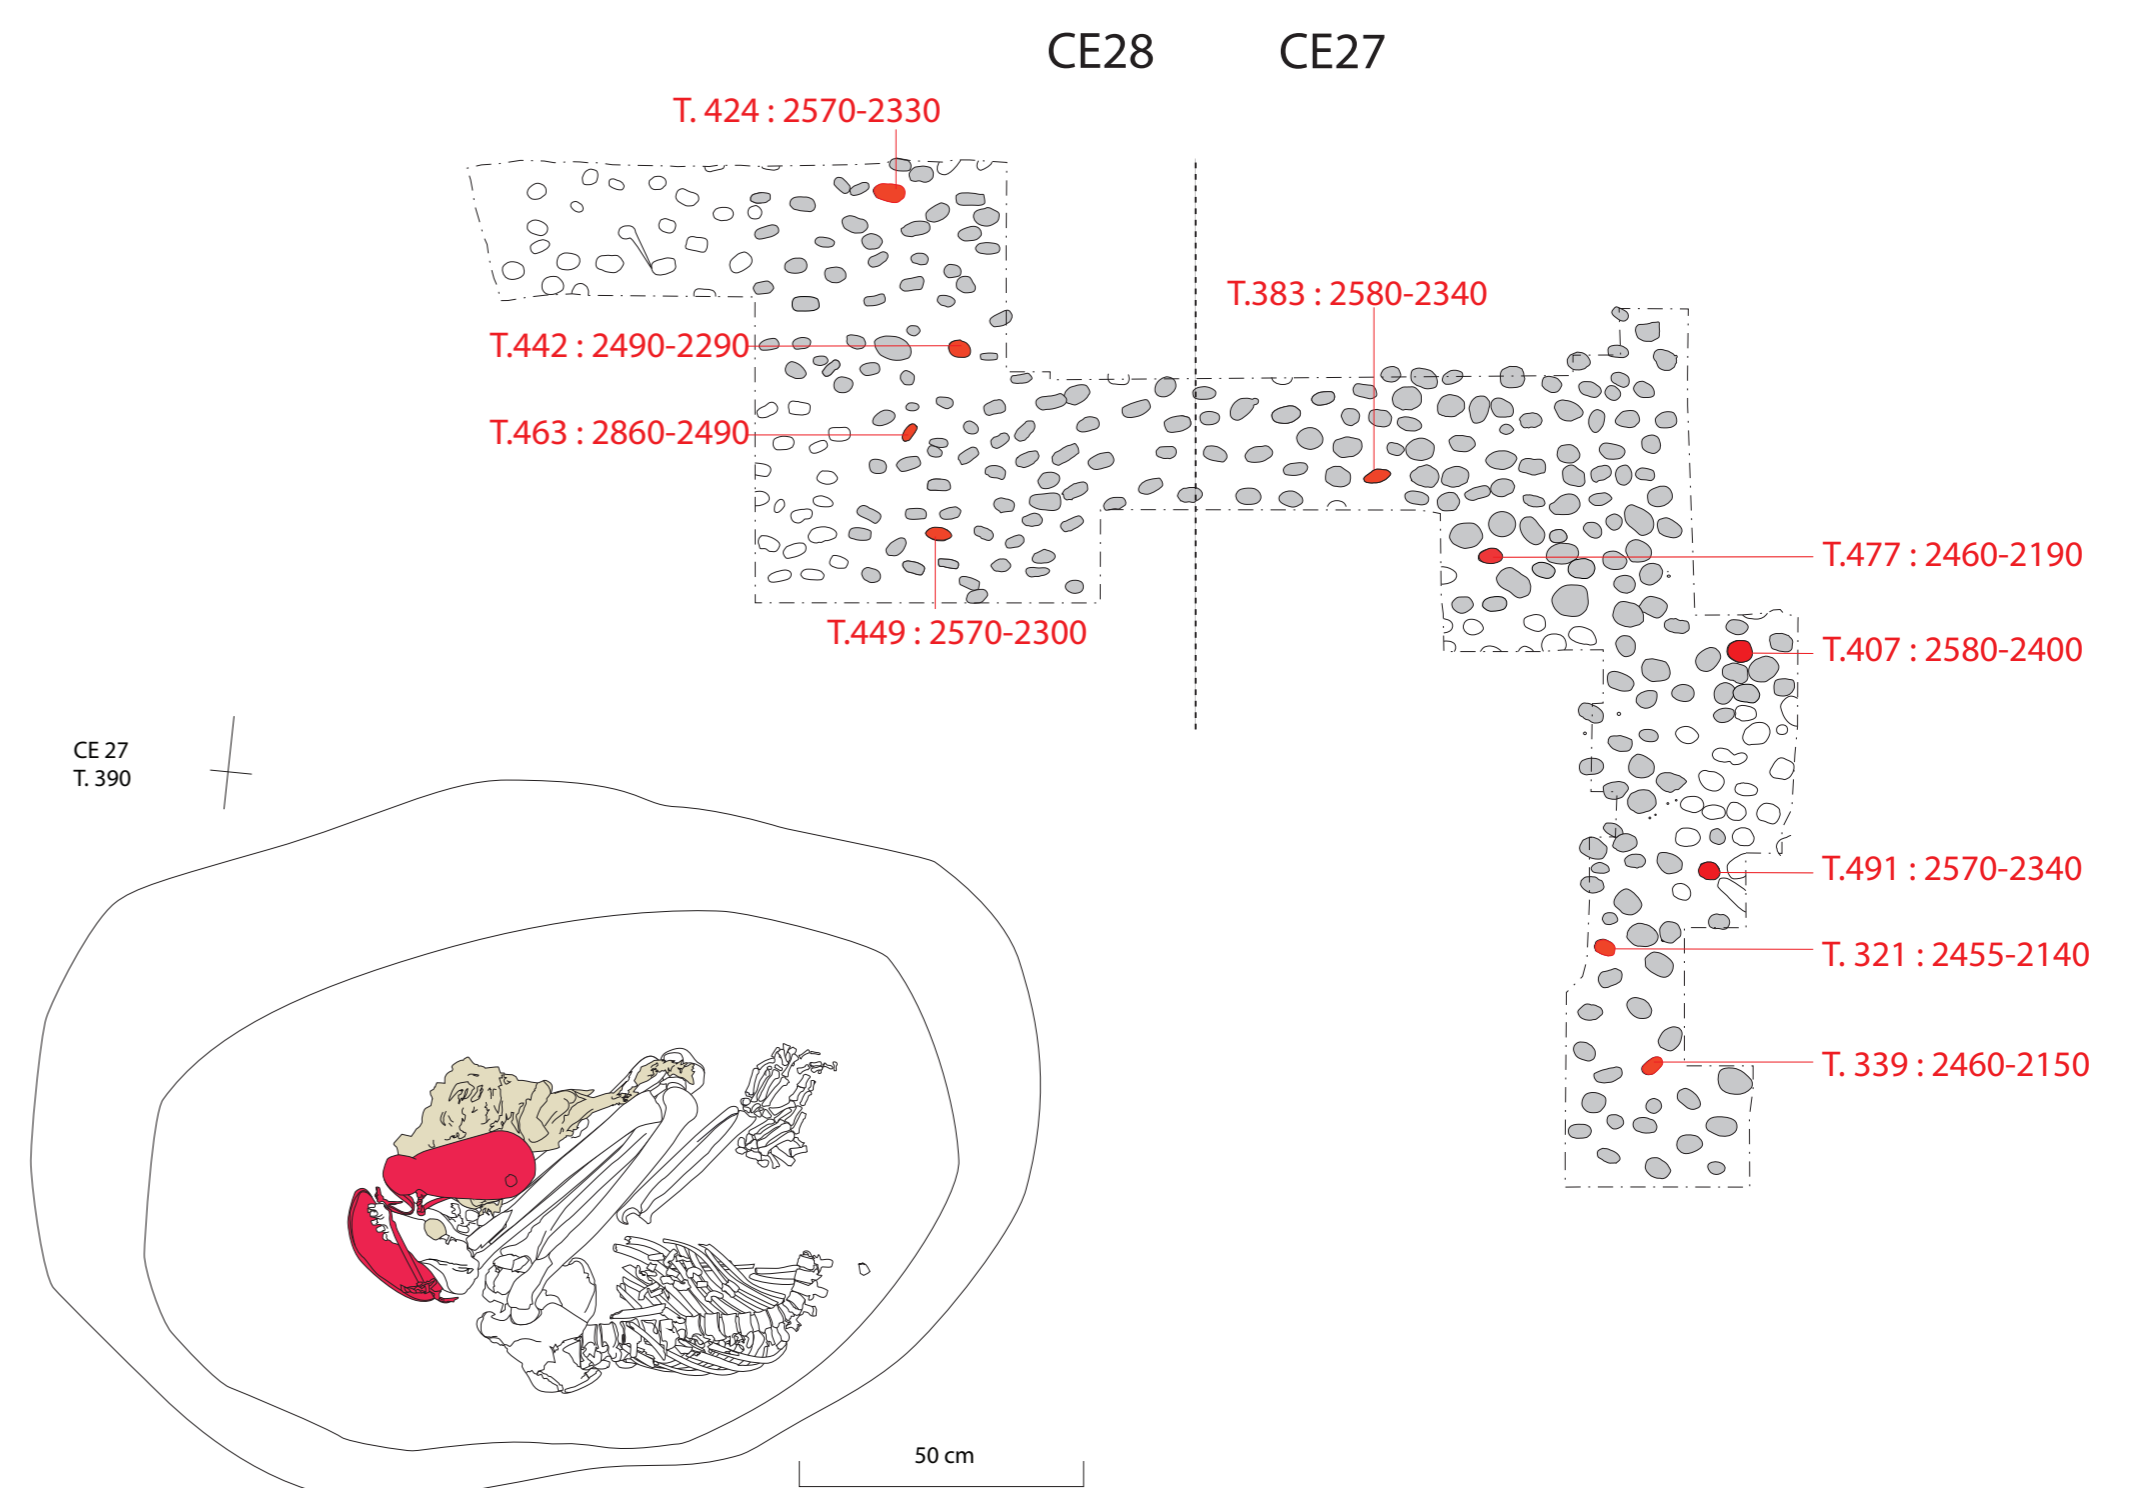 CE28 CE27
T. 424 : 2570-2330
T.383 : 2580-2340
T.442 : 2490-2290
T.463 : 2860-2490
T.477 : 2460-2190
T.449 : 2570-2300
T.407 : 2580-2400
CE 27
T. 390
T.491 : 2570-2340
T. 321 : 2455-2140
T. 339 : 2460-2150
50 cm